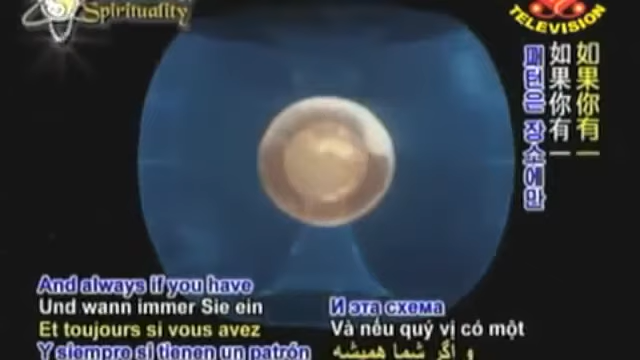 Spirituality
TELEVISION
如果你有一
如果你有一
패턴은 장소에만
And always if you have
Und wann immer Sie ein
Et toujours si vous avez
Y siempre si tienen un patrón
И эта схема
Và nếu quý vị có một
و اگر شما همیشه